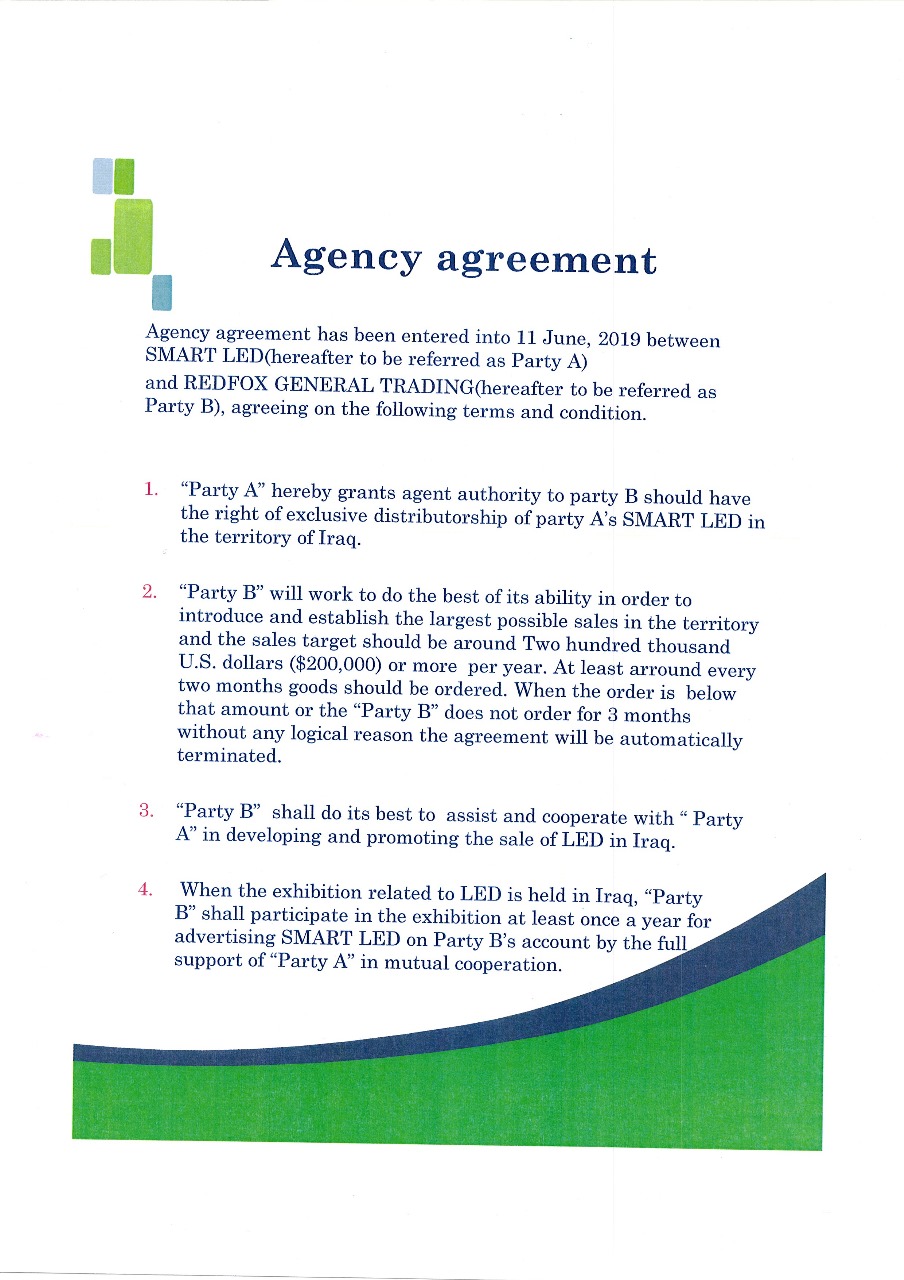 Agency agreement
Agency agreement has been entered into 11 June, 2019 between
SMART LED(hereafter to be referred as Party A)
and REDFOX GENERAL TRADING(hereafter to be referred as
Party B), agreeing on the following terms and condition.
1. “Party A” hereby grants agent authority to party B should have
the right of exclusive distributorship of party A’s SMART LED in
the territory of Iraq.
2. “Party B” will work to do the best of its ability in order to
introduce and establish the largest possible sales in the territory
and the sales target should be around Two hundred thousand
U.S. dollars ($200,000) or more per year. At least arround every
two months goods should be ordered. When the order is below
that amount or the “Party B” does not order for 3 months
without any logical reason the agreement will be automatically
terminated.
3. “Party B” shall do its best to assist and cooperate with “ Party
A” in developing and promoting the sale of LED in Iraq.
4. When the exhibition related to LED is held in Iraq, “Party
B” shall participate in the exhibition at least once a year for
advertising SMART LED on Party B’s account by the full
support of “Party A” in mutual cooperation.